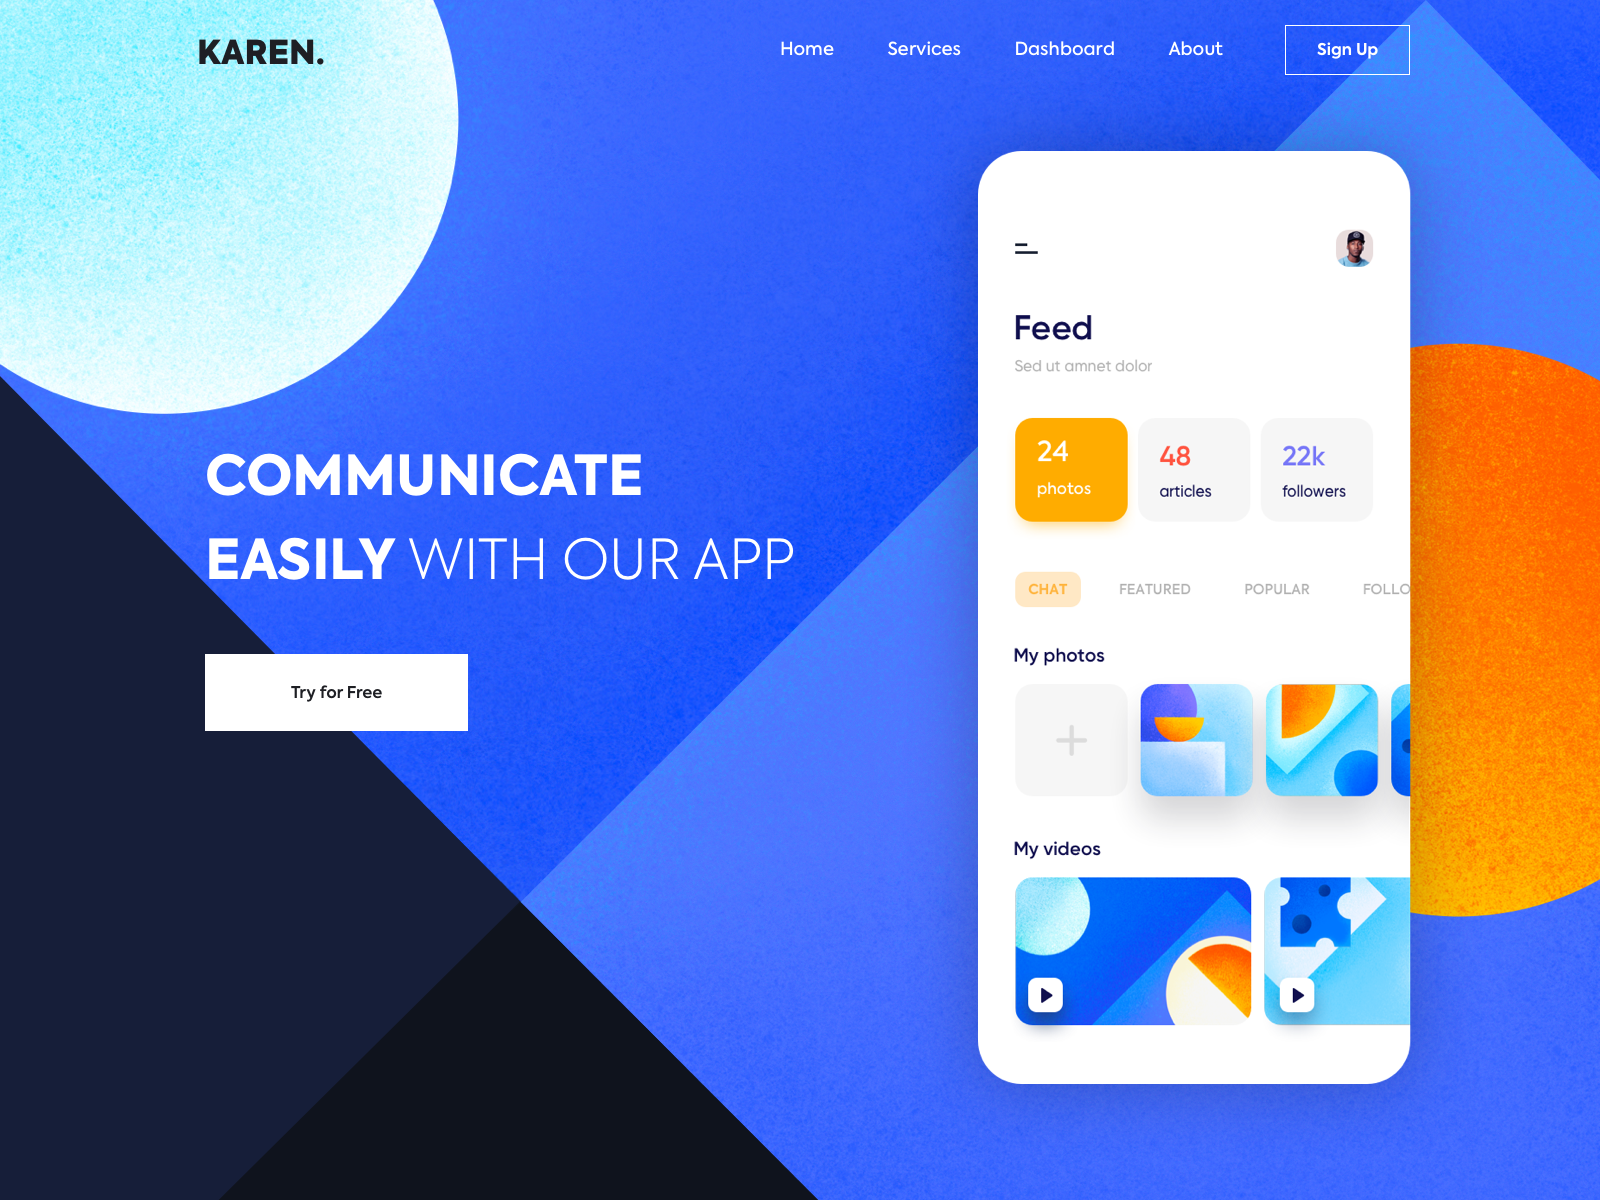 KAREN.
Home Services Dashboard About Sign Up
COMMUNICATE
EASILY WITH OUR APP
Try for Free
Feed
Sed ut amnet dolor
24 48 22k
photos articles followers
CHAT FEATURED POPULAR FOLLO
My photos
My videos